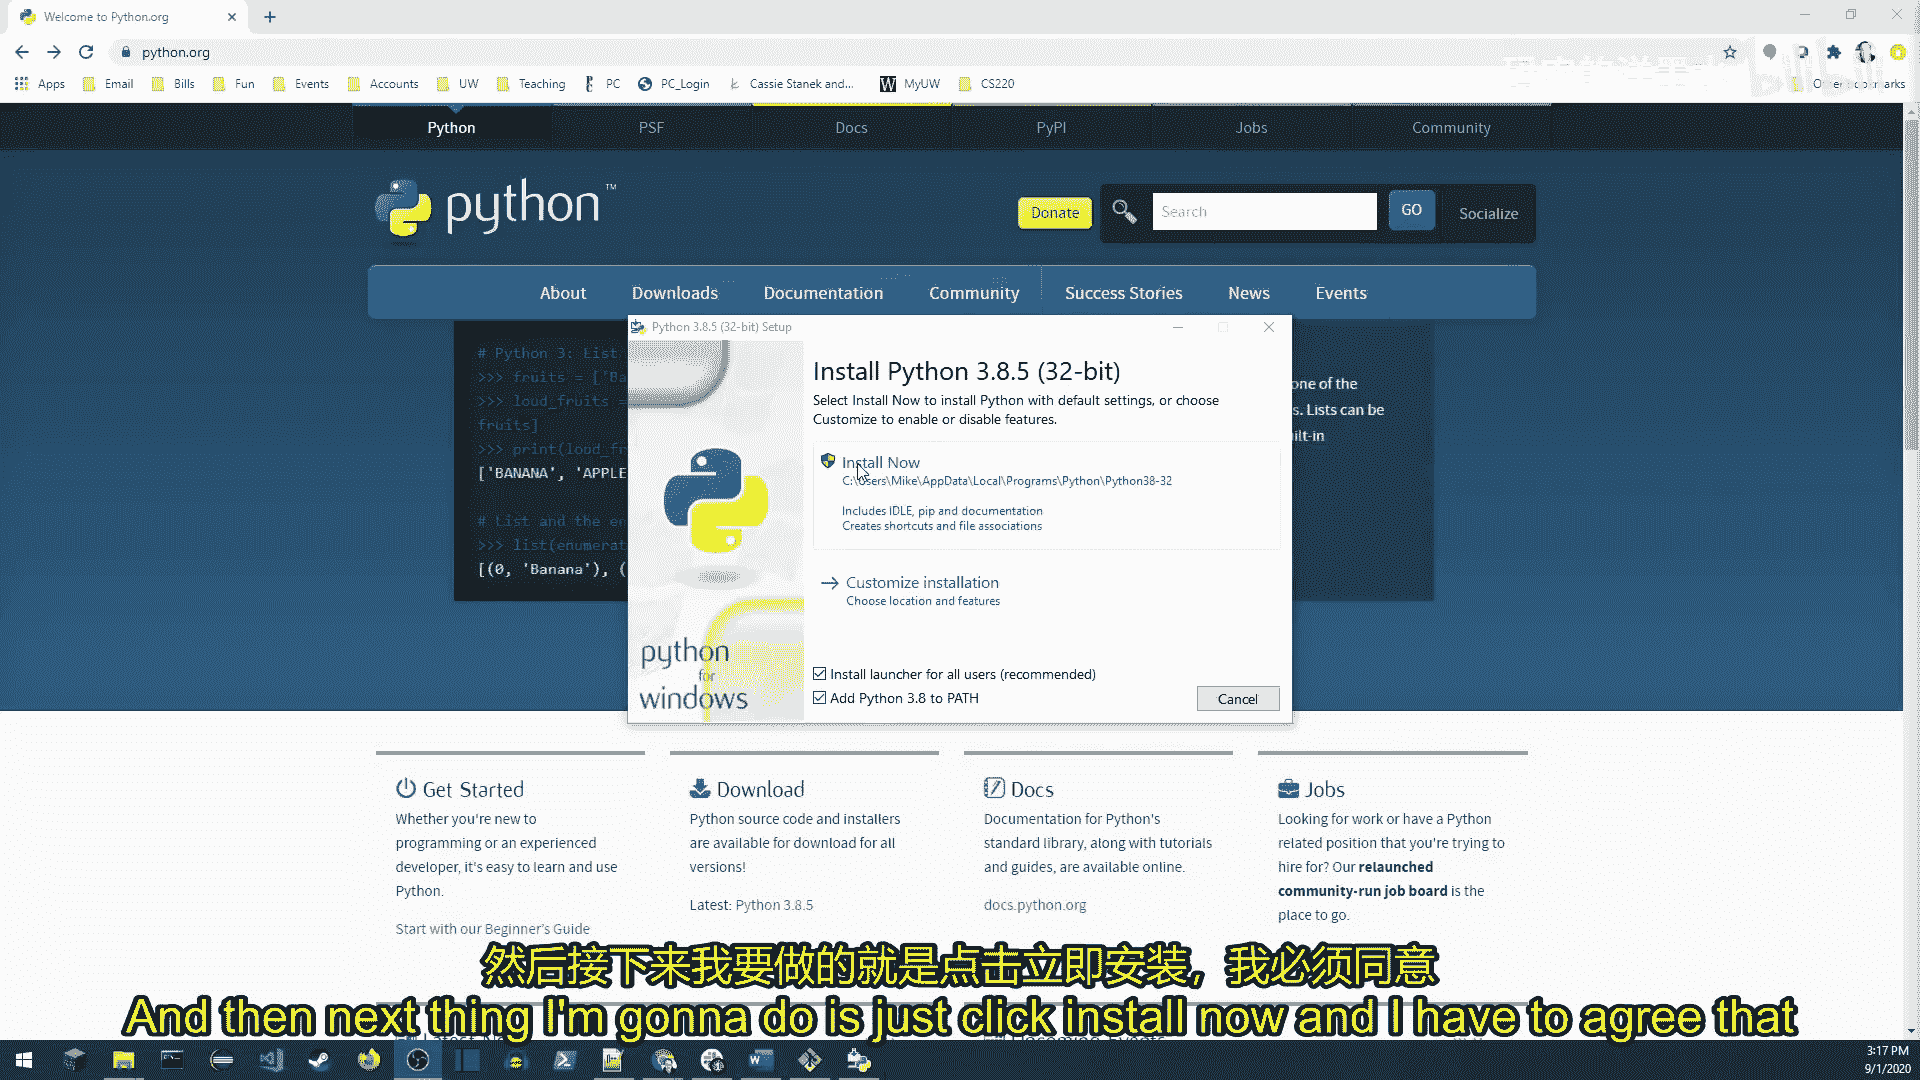 Welcome to Python.org
python.org
Apps Email Bills Fun Events Accounts UW Teaching PC PC_Login Cassie Stanek and... MyUW CS220
Python PSF Docs PyPI Jobs Community
python™
Donate Search GO Socialize
About Downloads Documentation Community Success Stories News Events
Python 3.8.5 (32-bit) Setup
# Python 3: List
>>> fruits = ['Ba
>>> loud_fruits =
fruits]
>>> print(loud_fr
['BANANA', 'APPLE
# List and the en
>>> list(enumerat
[(0, 'Banana'), (
one of the
s. Lists can be
ilt-in
Install Python 3.8.5 (32-bit)
Select Install Now to install Python with default settings, or choose
Customize to enable or disable features.
Install Now
C:\Users\Mike\AppData\Local\Programs\Python\Python38-32
Includes IDLE, pip and documentation
Creates shortcuts and file associations
Customize installation
Choose location and features
python
for
windows
Install launcher for all users (recommended)
Add Python 3.8 to PATH
Cancel
Get Started
Whether you're new to
programming or an experienced
developer, it's easy to learn and use
Python.
Start with our Beginner's Guide
Download
Python source code and installers
are available for download for all
versions!
Latest: Python 3.8.5
Docs
Documentation for Python's
standard library, along with tutorials
and guides, are available online.
docs.python.org
Jobs
Looking for work or have a Python
related position that you're trying to
hire for? Our relaunched
community-run job board is the
place to go.
然后接下来我要做的就是点击立即安装，我必须同意
And then next thing I'm gonna do is just click install now and I have to agree that
3:17 PM
9/1/2020